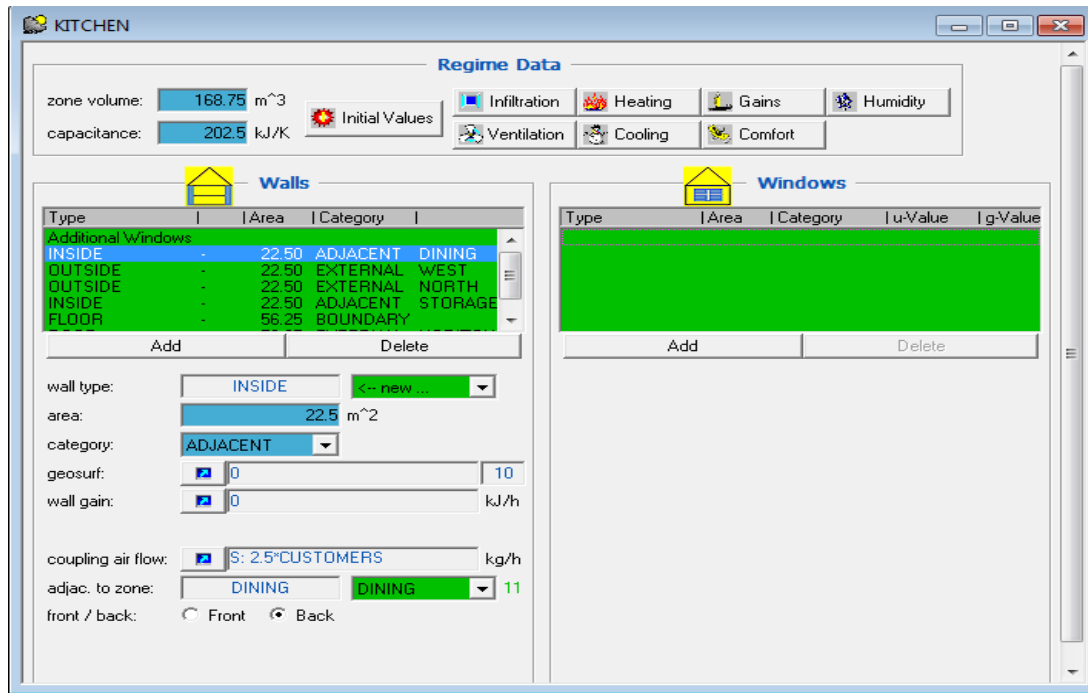 KITCHEN
Regime Data
zone volume: 168.75 m^3
capacitance: 202.5 kJ/K
Initial Values
Infiltration Heating Gains Humidity
Ventilation Cooling Comfort
Walls
Type | | Area | Category |
Additional Windows
INSIDE - 22.50 ADJACENT DINING
OUTSIDE - 22.50 EXTERNAL WEST
OUTSIDE - 22.50 EXTERNAL NORTH
INSIDE - 22.50 ADJACENT STORAGE
FLOOR - 56.25 BOUNDARY
Add Delete
wall type: INSIDE <-- new ...
area: 22.5 m^2
category: ADJACENT
geosurf: 0 10
wall gain: 0 kJ/h
coupling air flow: S: 2.5*CUSTOMERS kg/h
adjac. to zone: DINING DINING 11
front / back: Front Back
Windows
Type | Area | Category | u-Value | g-Value
Add Delete